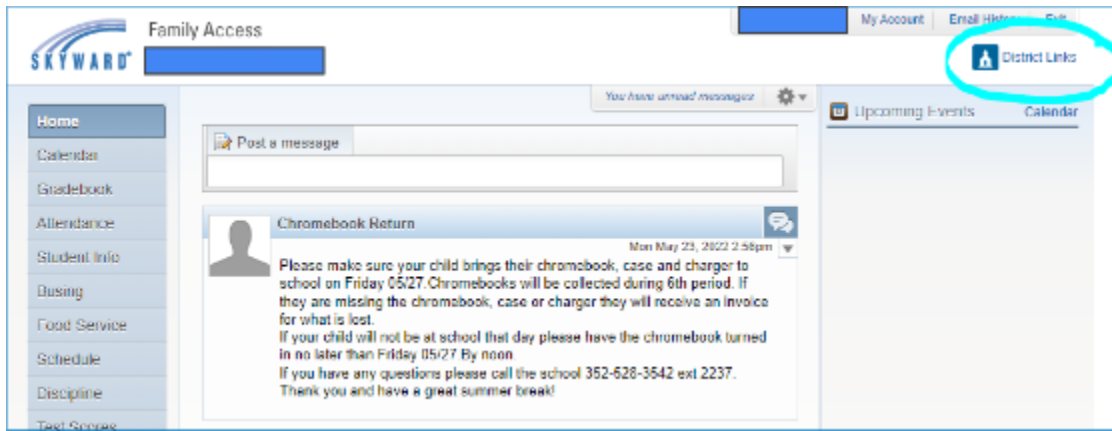 Family Access
SKYWARD
My Account Email History Exit
District Links
You have unread messages
Home
Calendar
Gradebook
Attendance
Student Info
Busing
Food Service
Schedule
Discipline
Test Scores
Post a message
Chromebook Return
Mon May 23, 2022 2:56pm
Please make sure your child brings their chromebook, case and charger to
school on Friday 05/27.Chromebooks will be collected during 6th period. If
they are missing the chromebook, case or charger they will receive an invoice
for what is lost.
If your child will not be at school that day please have the chromebook turned
in no later than Friday 05/27 By noon
If you have any questions please call the school 352-628-3542 ext 2237.
Thank you and have a great summer break!
Upcoming Events Calendar